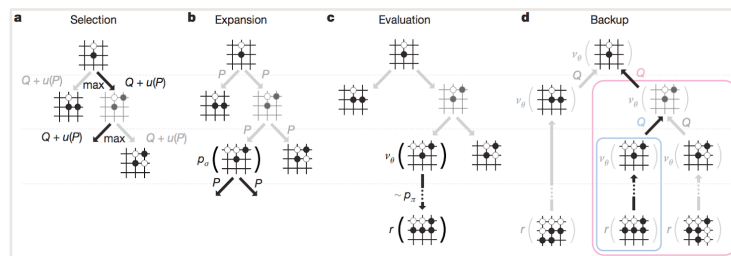 a Selection
Q + u(P) max Q + u(P)
Q + u(P) max Q + u(P)
b Expansion
P P
P P
pσ
P P
c Evaluation
vθ
~ pπ
r
d Backup
vθ
Q Q
vθ vθ
Q Q
vθ vθ
r r r